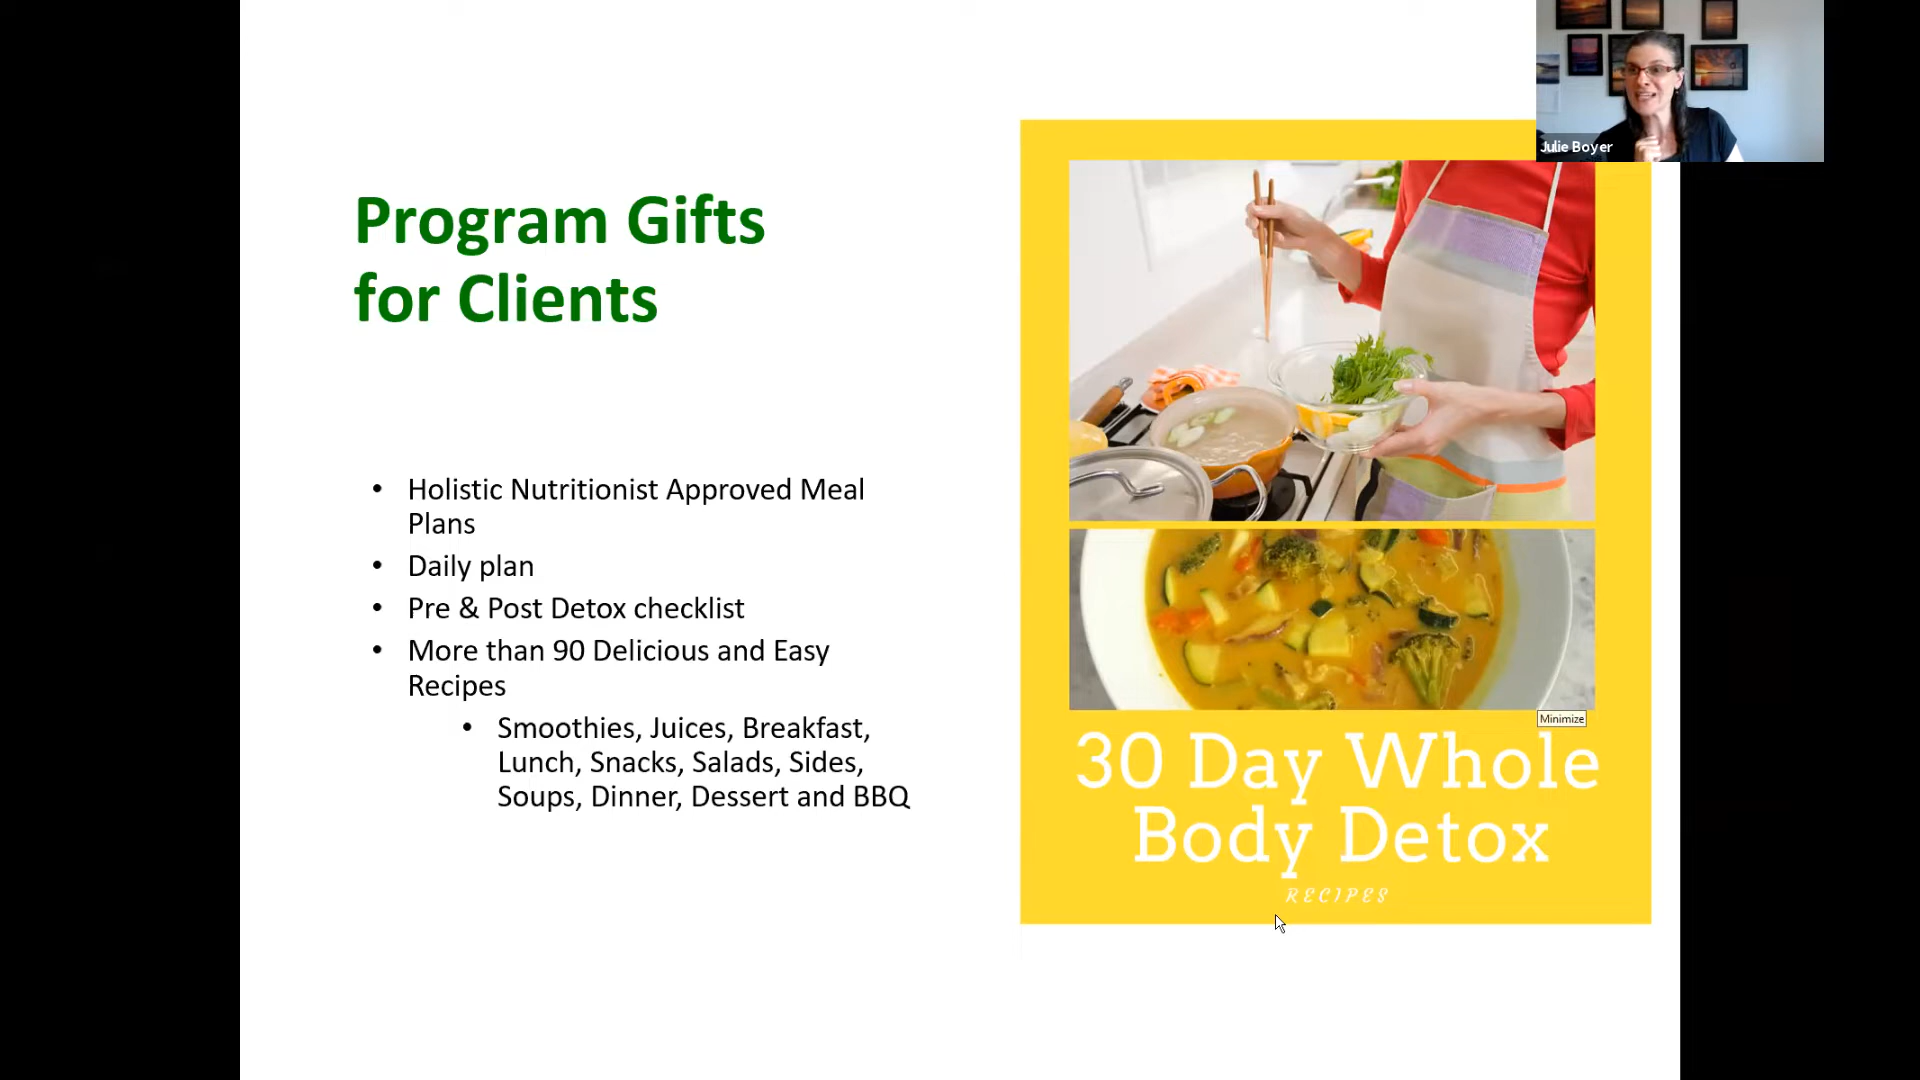 Julie Boyer
Program Gifts
for Clients
• Holistic Nutritionist Approved Meal
Plans
• Daily plan
• Pre & Post Detox checklist
• More than 90 Delicious and Easy
Recipes
• Smoothies, Juices, Breakfast,
Lunch, Snacks, Salads, Sides,
Soups, Dinner, Dessert and BBQ
Minimize
30 Day Whole
Body Detox
RECIPES